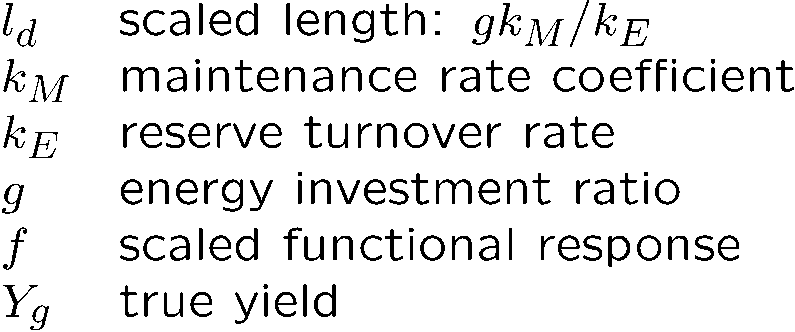 l_d scaled length: gk_M/k_E
k_M maintenance rate coefficient
k_E reserve turnover rate
g energy investment ratio
f scaled functional response
Y_g true yield